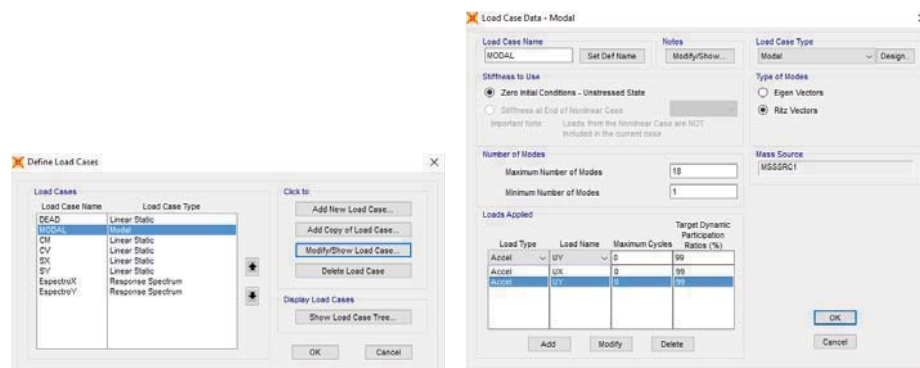 Define Load Cases
Load Cases
Load Case Name Load Case Type
DEAD Linear Static
MODAL Modal
CM Linear Static
CV Linear Static
SX Linear Static
SY Linear Static
EspectroX Response Spectrum
EspectroY Response Spectrum
Click to:
Add New Load Case...
Add Copy of Load Case...
Modify/Show Load Case...
Delete Load Case
Display Load Cases
Show Load Case Tree...
OK Cancel
Load Case Data - Modal
Load Case Name
MODAL Set Def Name
Notes
Modify/Show...
Load Case Type
Modal Design...
Stiffness to Use
Zero Initial Conditions - Unstressed State
Stiffness at End of Nonlinear Case
Important Note: Loads from the Nonlinear Case are NOT
included in the current case
Type of Modes
Eigen Vectors
Ritz Vectors
Number of Modes
Maximum Number of Modes 18
Minimum Number of Modes 1
Mass Source
MSSSRC1
Loads Applied
Load Type Load Name Maximum Cycles Target Dynamic Participation Ratios (%)
Accel UY 0 99
Accel UX 0 99
Accel UY 0 99
Add Modify Delete
OK
Cancel